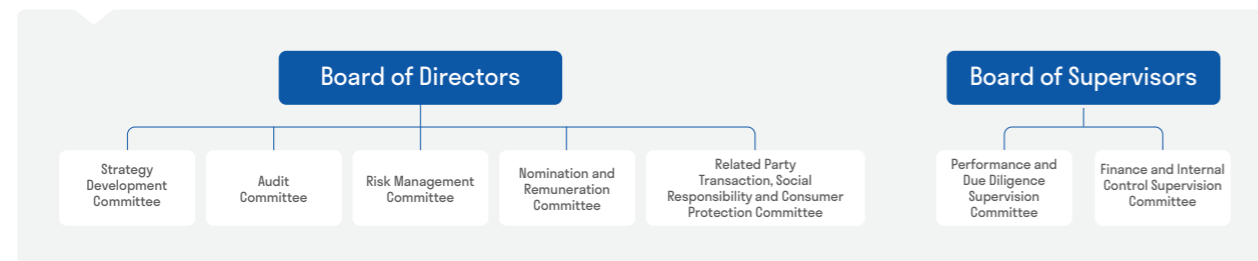 Board of Directors
Board of Supervisors
Strategy
Development
Committee
Audit
Committee
Risk Management
Committee
Nomination and
Remuneration
Committee
Related Party
Transaction, Social
Responsibility and Consumer
Protection Committee
Performance and
Due Diligence
Supervision
Committee
Finance and Internal
Control Supervision
Committee